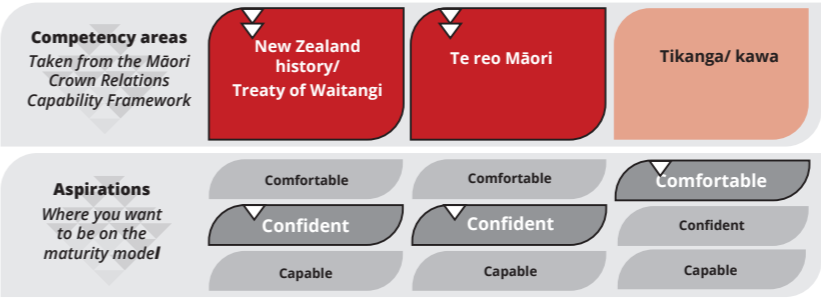 Competency areas
Taken from the Māori
Crown Relations
Capability Framework
New Zealand
history/
Treaty of Waitangi
Te reo Māori
Tikanga/ kawa
Aspirations
Where you want
to be on the
maturity model
Comfortable
Comfortable
Comfortable
Confident
Confident
Confident
Capable
Capable
Capable